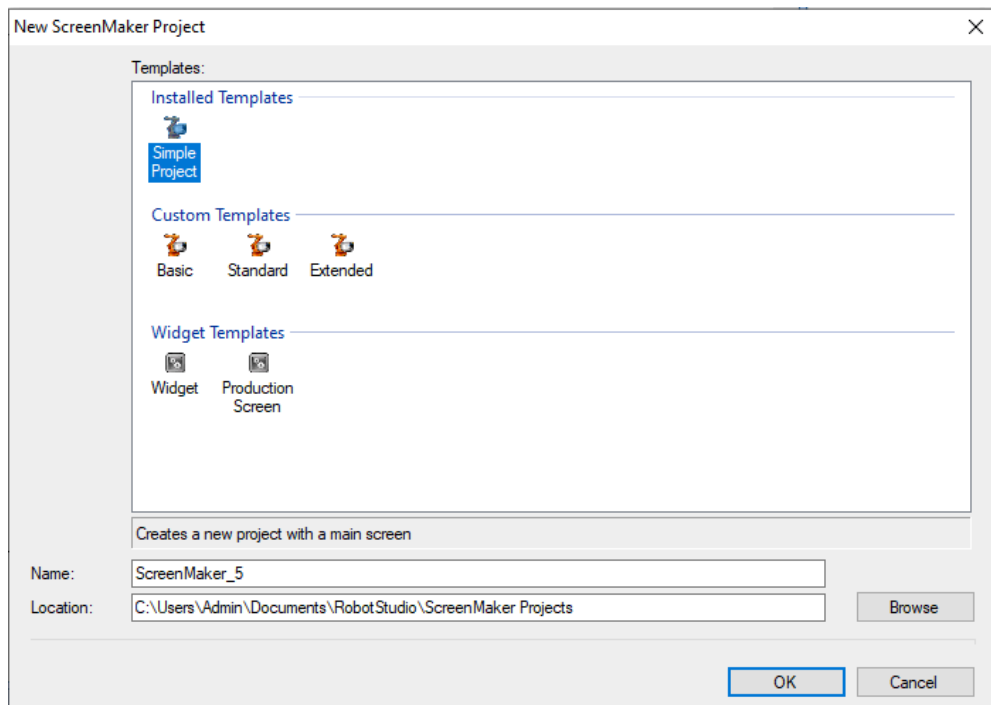 New ScreenMaker Project
Templates:
Installed Templates
Simple
Project
Custom Templates
Basic Standard Extended
Widget Templates
Widget Production
Screen
Creates a new project with a main screen
Name: ScreenMaker_5
Location: C:\Users\Admin\Documents\RobotStudio\ScreenMaker Projects Browse
OK Cancel